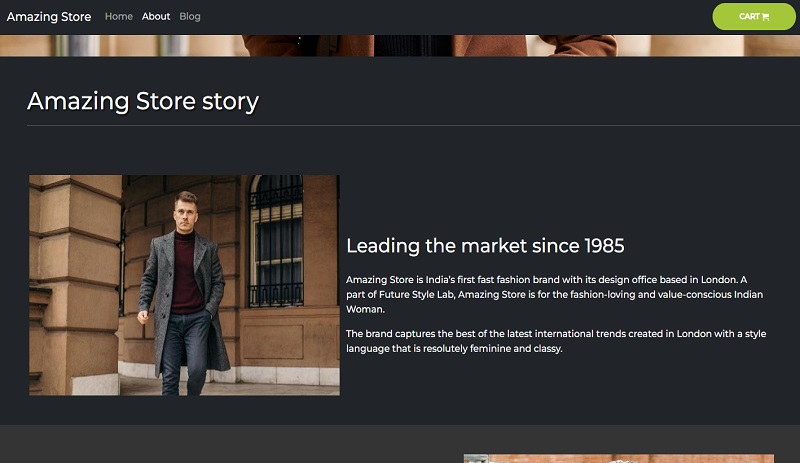 Amazing Store Home About Blog CART
Amazing Store story
Leading the market since 1985
Amazing Store is India's first fast fashion brand with its design office based in London. A
part of Future Style Lab, Amazing Store is for the fashion-loving and value-conscious Indian
Woman.
The brand captures the best of the latest international trends created in London with a style
language that is resolutely feminine and classy.